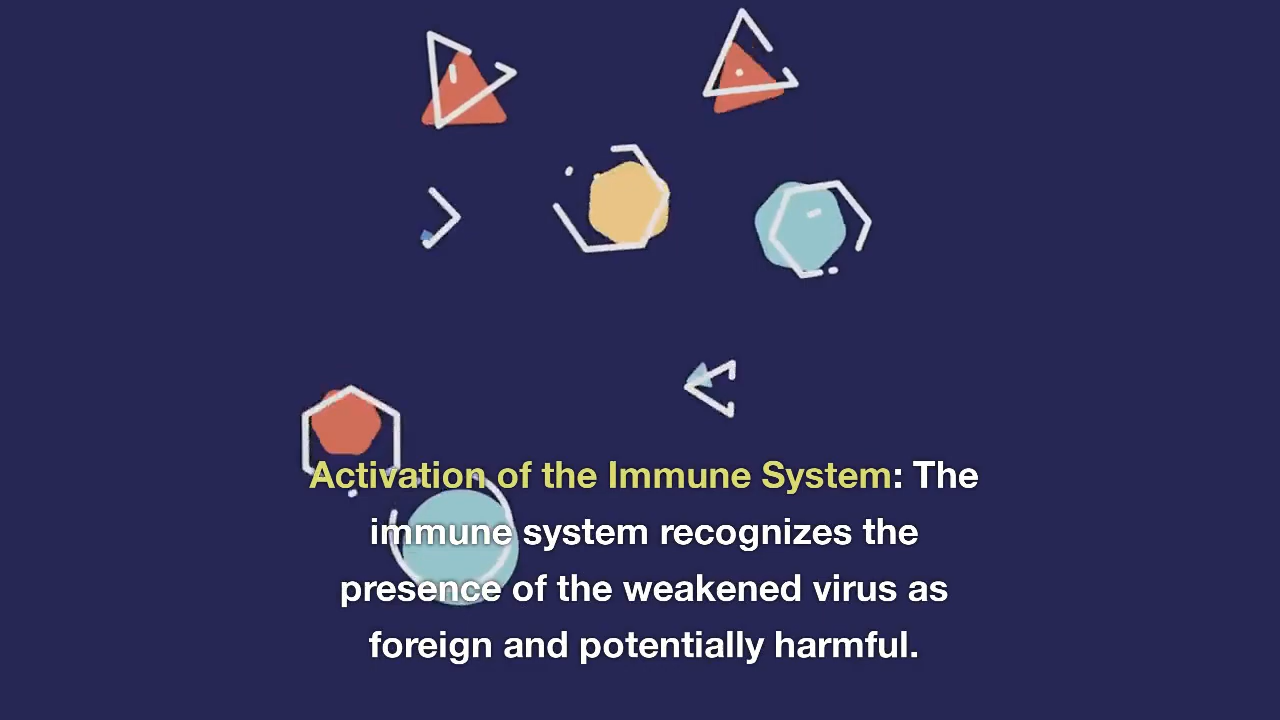 Activation of the Immune System: The
immune system recognizes the
presence of the weakened virus as
foreign and potentially harmful.